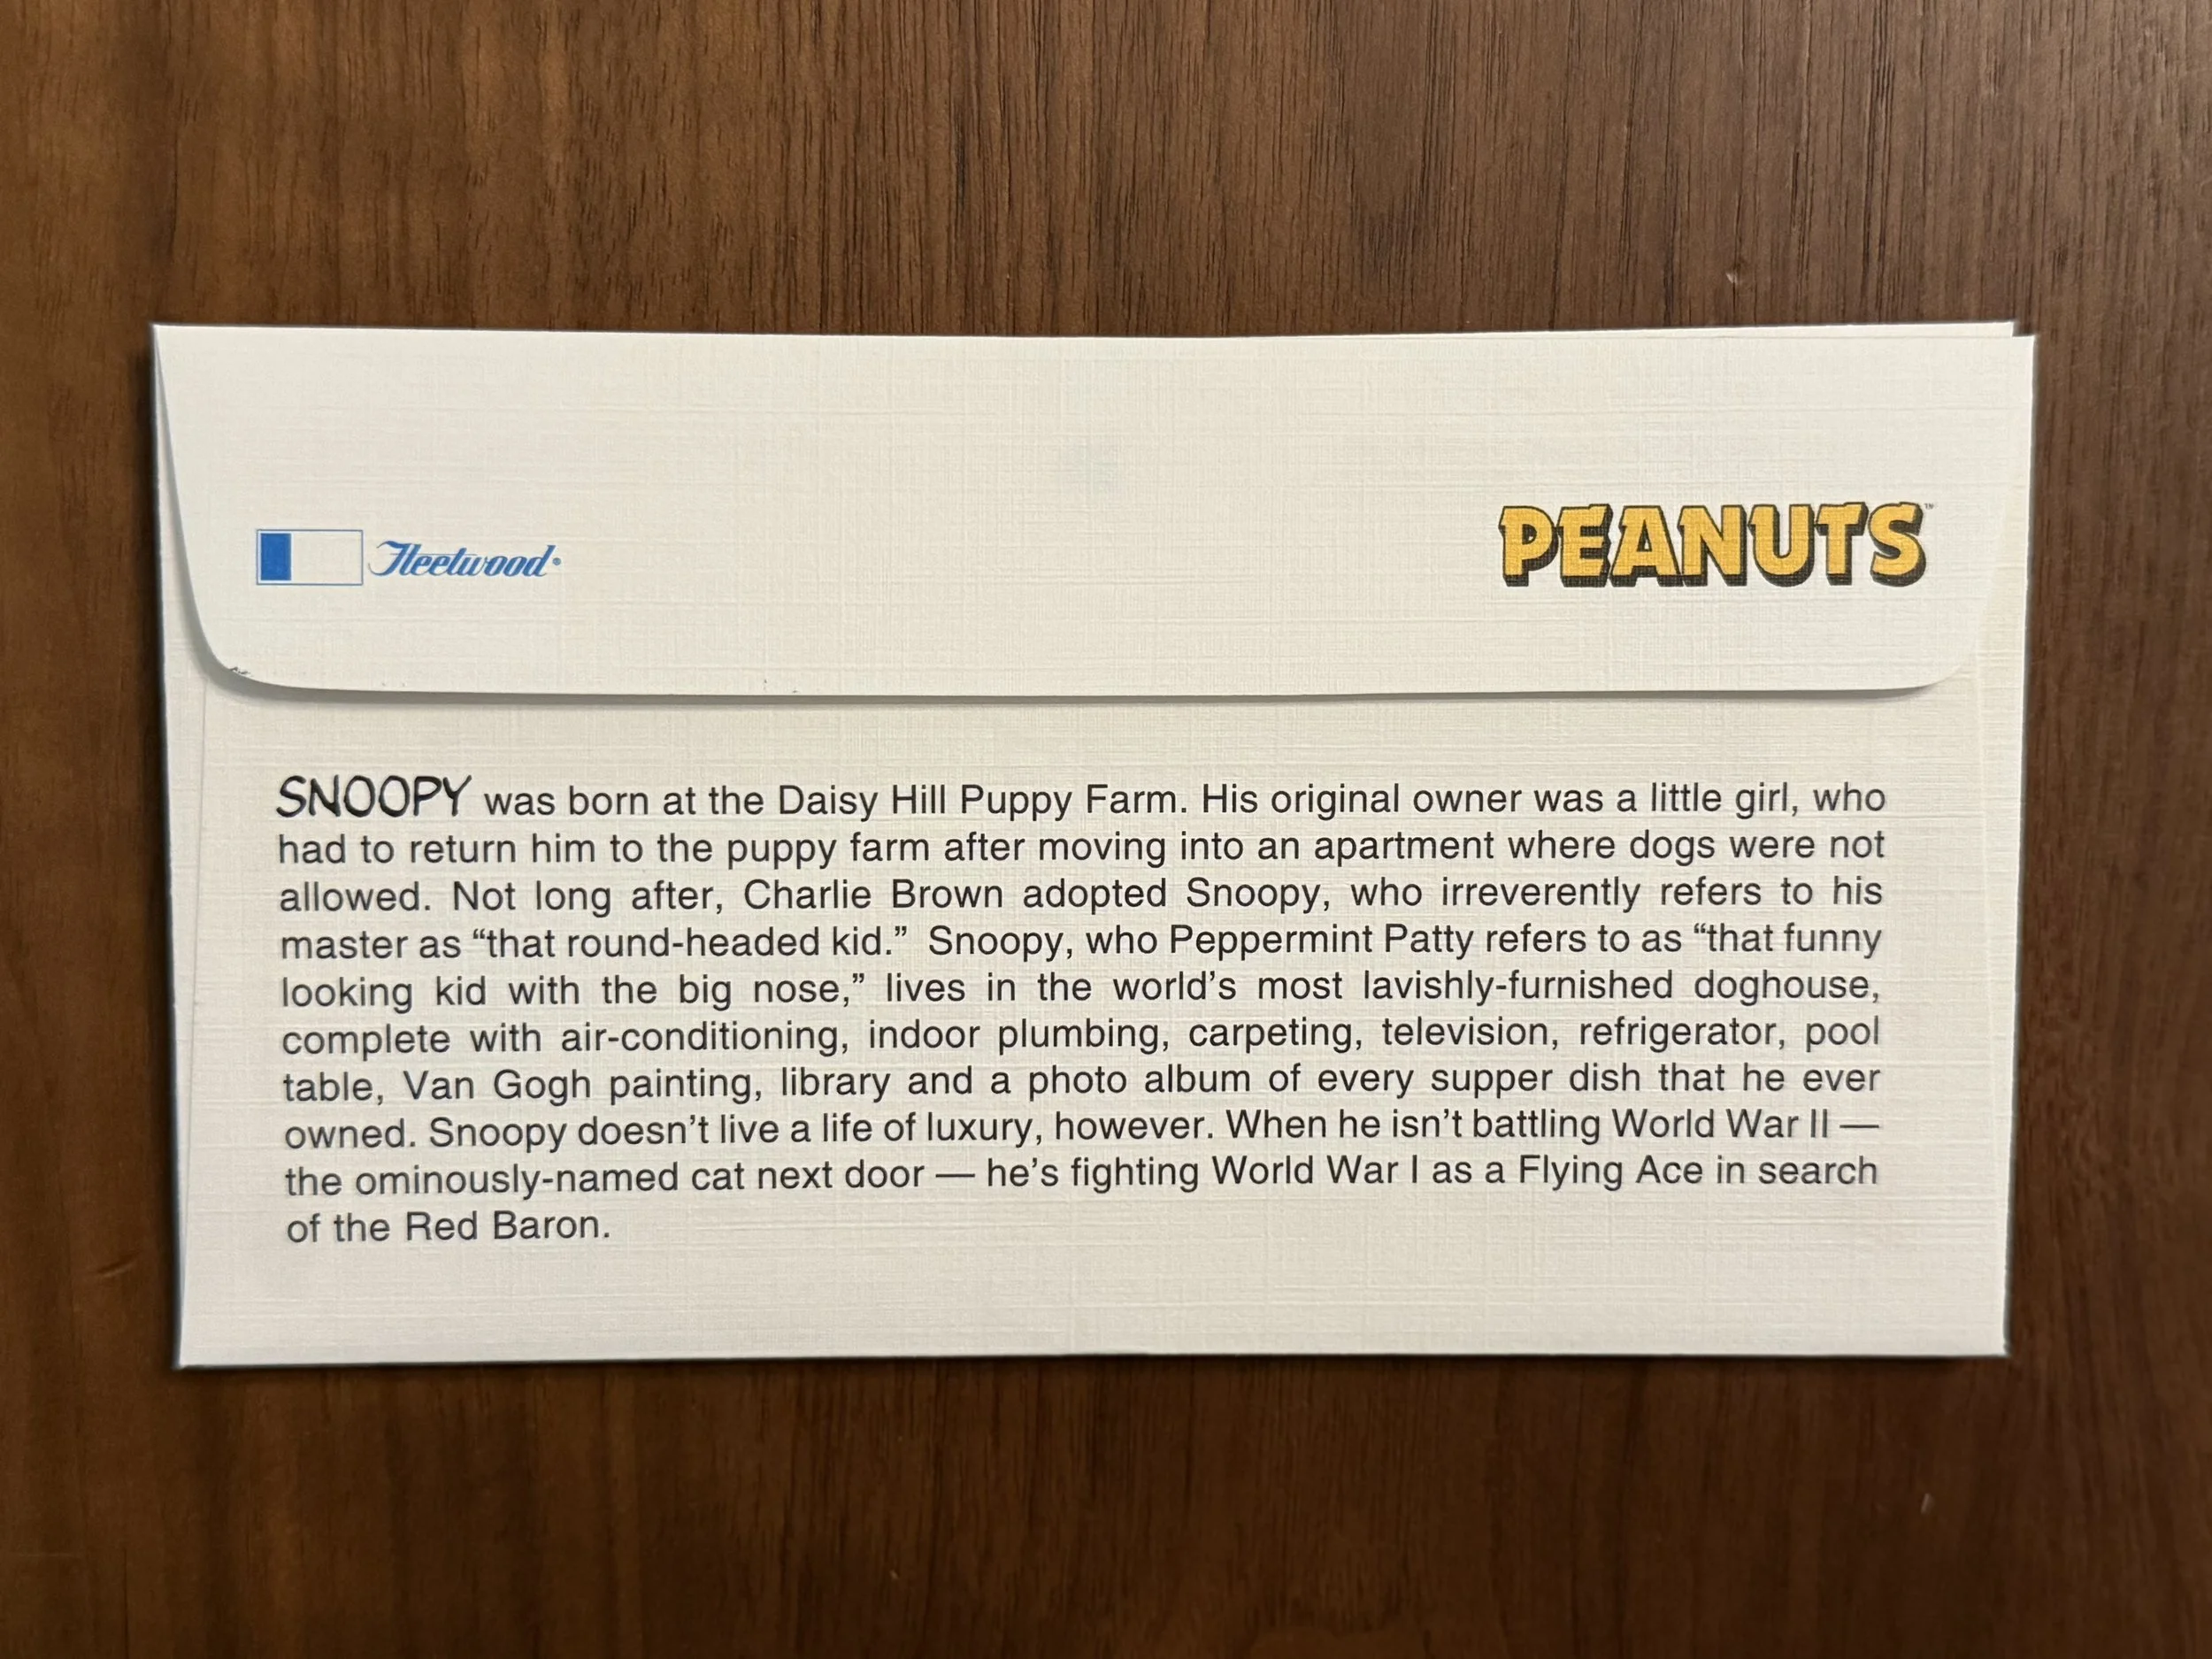 Fleetwood®
PEANUTS™
SNOOPY was born at the Daisy Hill Puppy Farm. His original owner was a little girl, who
had to return him to the puppy farm after moving into an apartment where dogs were not
allowed. Not long after, Charlie Brown adopted Snoopy, who irreverently refers to his
master as “that round-headed kid.” Snoopy, who Peppermint Patty refers to as “that funny
looking kid with the big nose,” lives in the world’s most lavishly-furnished doghouse,
complete with air-conditioning, indoor plumbing, carpeting, television, refrigerator, pool
table, Van Gogh painting, library and a photo album of every supper dish that he ever
owned. Snoopy doesn’t live a life of luxury, however. When he isn’t battling World War II —
the ominously-named cat next door — he’s fighting World War I as a Flying Ace in search
of the Red Baron.